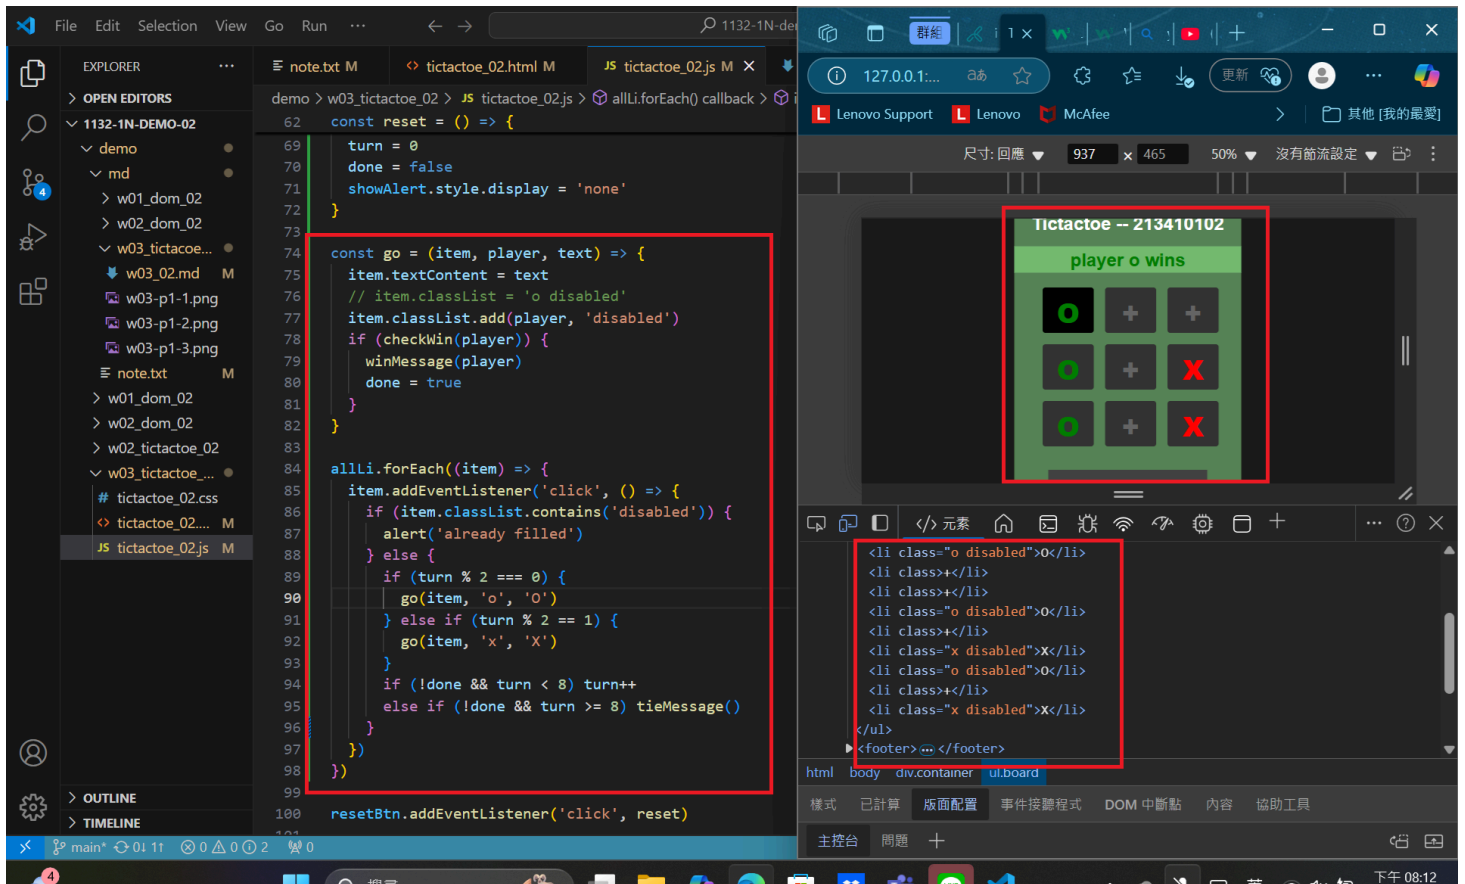 File Edit Selection View Go Run ···
1132-1N-de
EXPLORER ···
OPEN EDITORS
1132-1N-DEMO-02
demo
md
w01_dom_02
w02_dom_02
w03_tictacoe...
w03_02.md M
w03-p1-1.png
w03-p1-2.png
w03-p1-3.png
note.txt M
w01_dom_02
w02_dom_02
w02_tictactoe_02
w03_tictactoe_...
# tictactoe_02.css
<> tictactoe_02.... M
JS tictactoe_02.js M
OUTLINE
TIMELINE
note.txt M
<> tictactoe_02.html M
JS tictactoe_02.js M
demo > w03_tictactoe_02 > JS tictactoe_02.js > allLi.forEach() callback >
62 const reset = () => {
69 turn = 0
70 done = false
71 showAlert.style.display = 'none'
72 }
73
74 const go = (item, player, text) => {
75 item.textContent = text
76 // item.classList = 'o disabled'
77 item.classList.add(player, 'disabled')
78 if (checkWin(player)) {
79 winMessage(player)
80 done = true
81 }
82 }
83
84 allLi.forEach((item) => {
85 item.addEventListener('click', () => {
86 if (item.classList.contains('disabled')) {
87 alert('already filled')
88 } else {
89 if (turn % 2 === 0) {
90 go(item, 'o', 'O')
91 } else if (turn % 2 == 1) {
92 go(item, 'x', 'X')
93 }
94 if (!done && turn < 8) turn++
95 else if (!done && turn >= 8) tieMessage()
96 }
97 })
98 })
99
100 resetBtn.addEventListener('click', reset)
4
main* 0↓ 1↑ 0 0 2 0
群組
1
127.0.0.1:...
あ
更新
Lenovo Support
Lenovo
McAfee
其他 [我的最愛]
尺寸: 回應 937 x 465 50% 沒有節流設定
Tictactoe -- 213410102
player o wins
O + +
O + X
O + X
</> 元素
<li class="o disabled">O</li>
<li class>+</li>
<li class>+</li>
<li class="o disabled">O</li>
<li class>+</li>
<li class="x disabled">X</li>
<li class="o disabled">O</li>
<li class>+</li>
<li class="x disabled">X</li>
</ul>
<footer>…</footer>
html body div.container ul.board
樣式 已計算 版面配置 事件接聽程式 DOM 中斷點 內容 協助工具
主控台 問題
4
下午 08:12